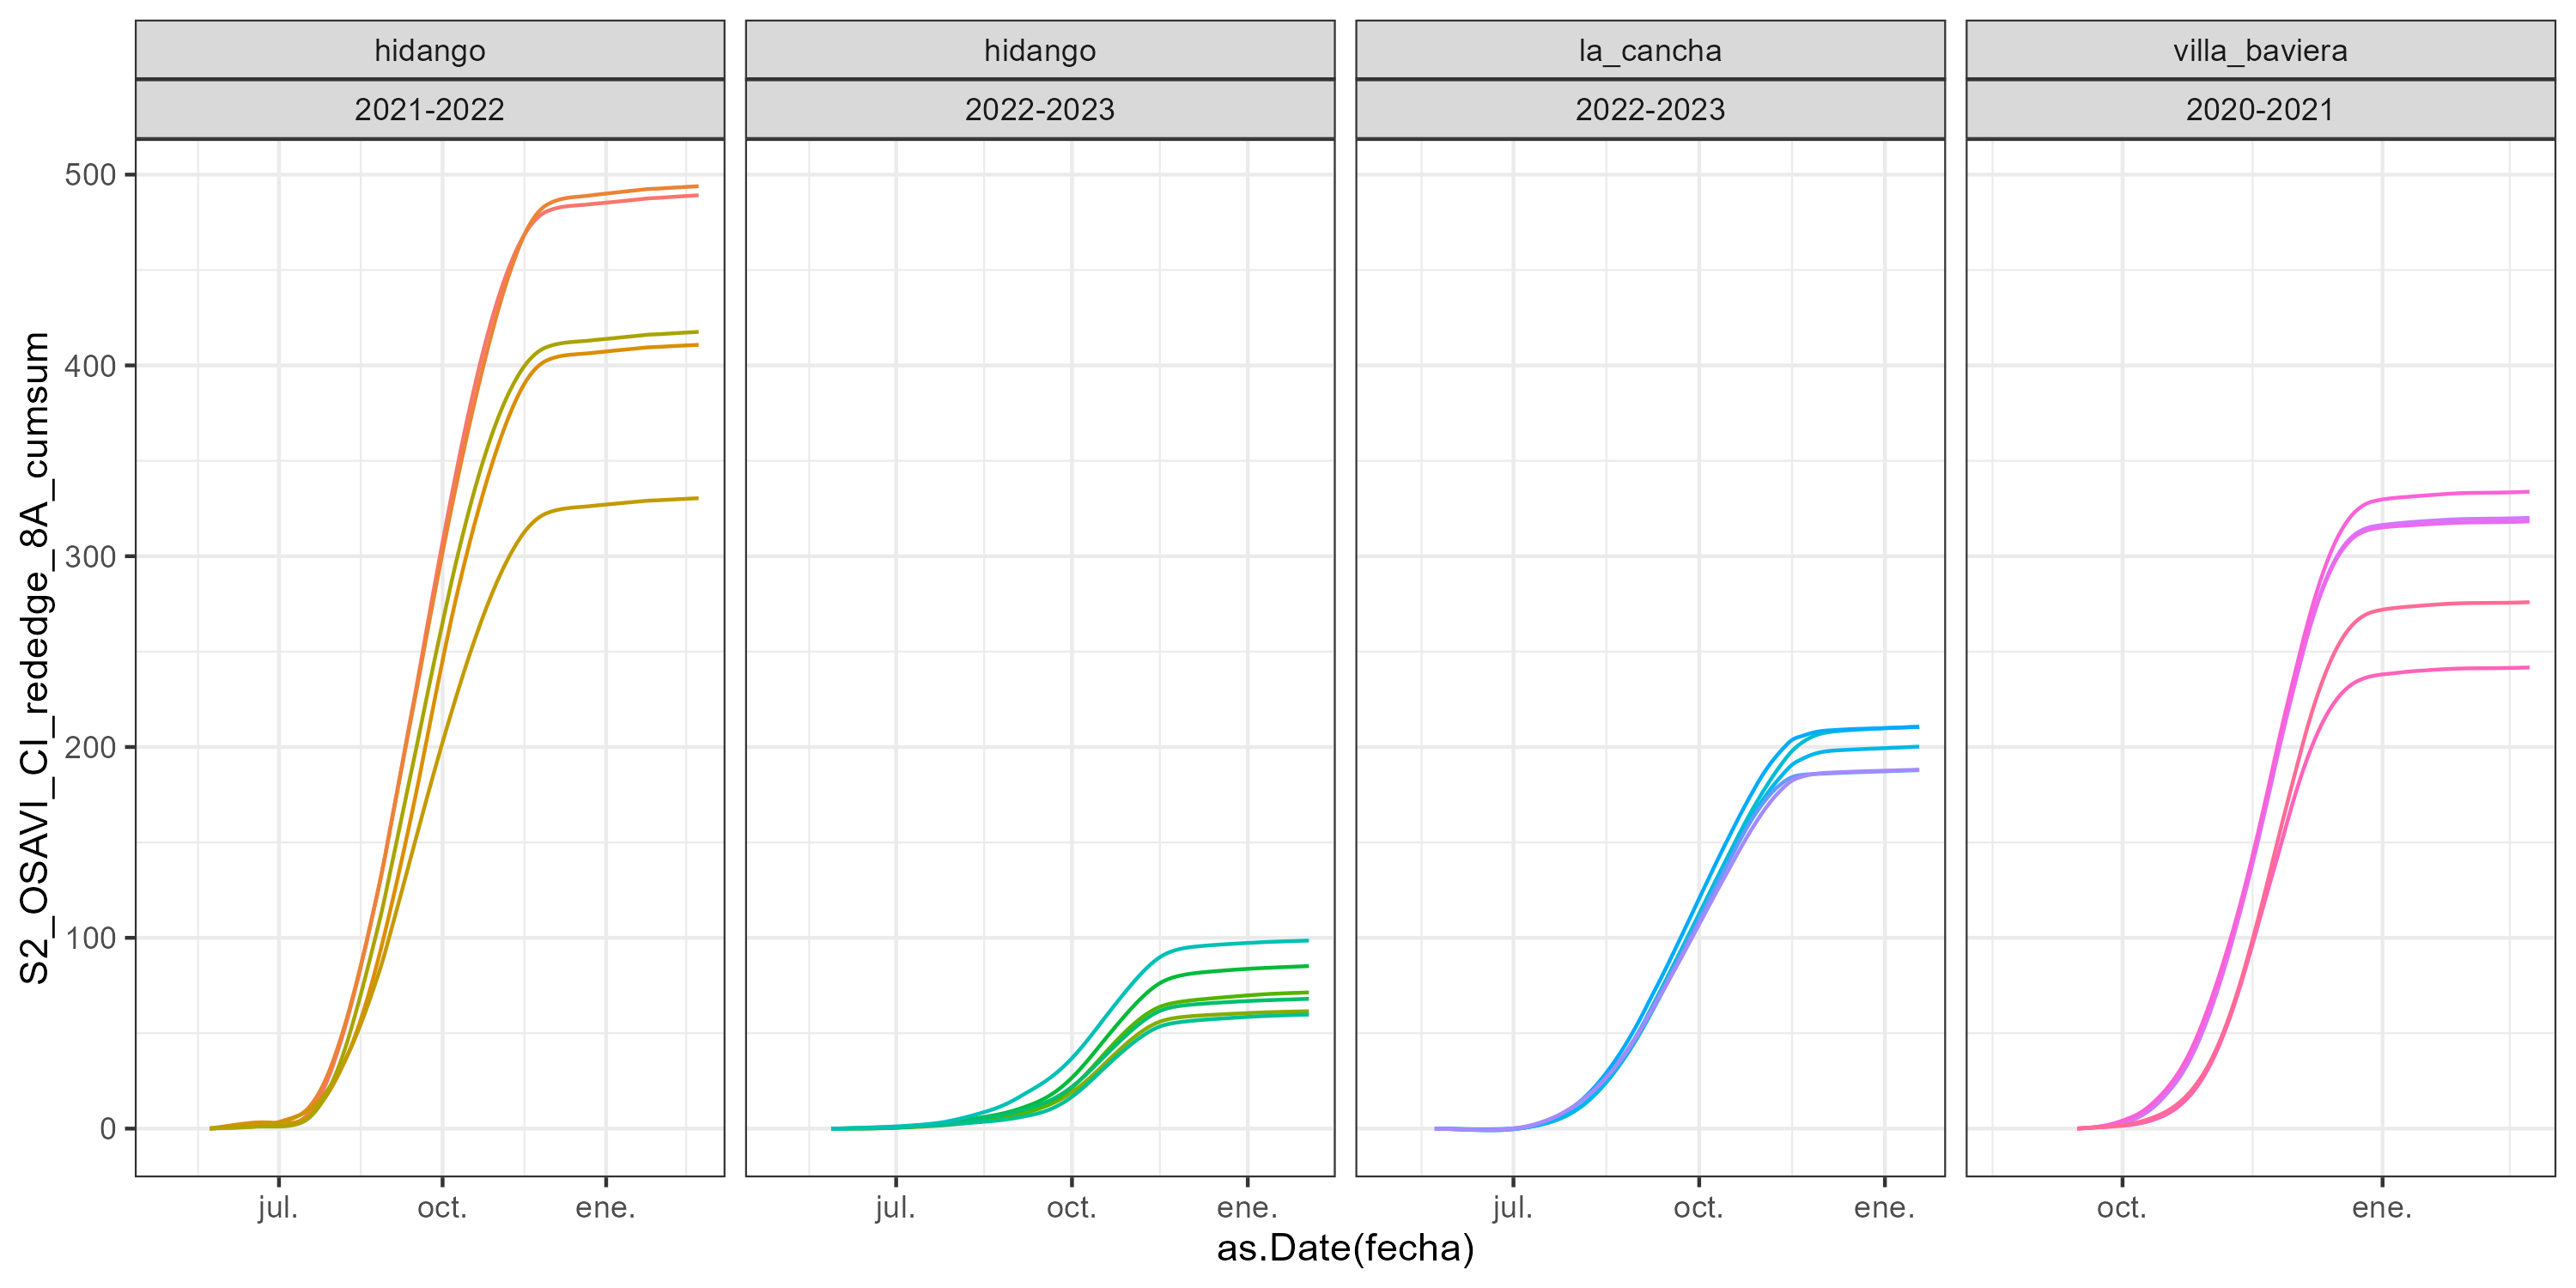 hidango hidango la_cancha villa_baviera
2021-2022 2022-2023 2022-2023 2020-2021
S2_OSAVI_CI_rededge_8A_cumsum
500
400
300
200
100
0
jul. oct. ene. jul. oct. ene. jul. oct. ene. oct. ene.
as.Date(fecha)